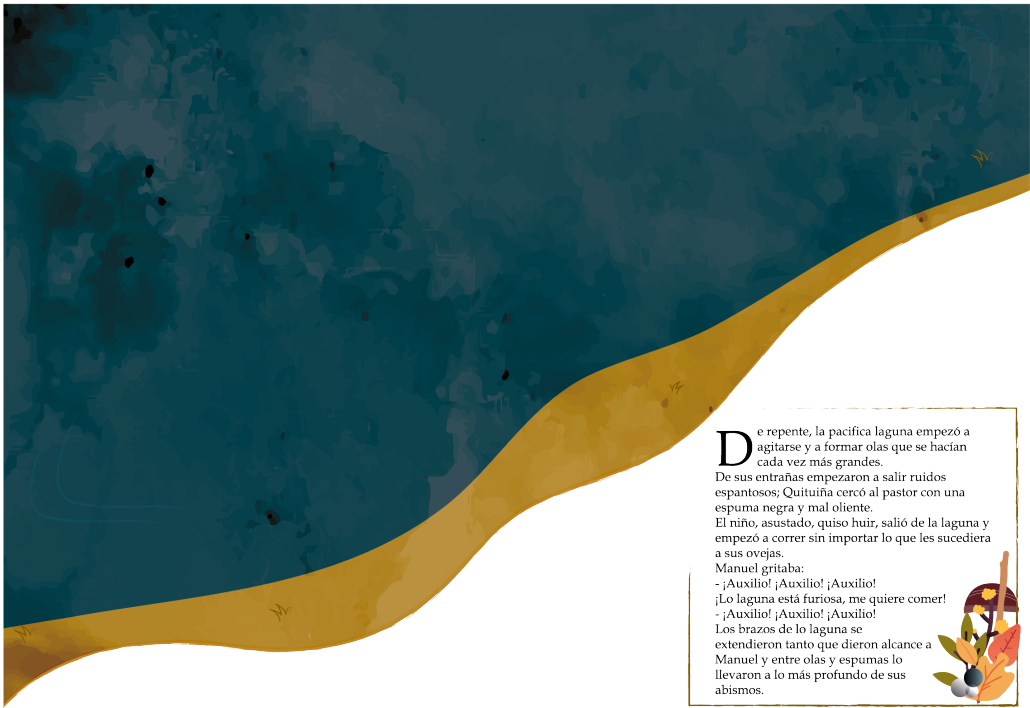 De repente, la pacifica laguna empezó a
agitarse y a formar olas que se hacían
cada vez más grandes.
De sus entrañas empezaron a salir ruidos
espantosos; Quituiña cercó al pastor con una
espuma negra y mal oliente.
El niño, asustado, quiso huir, salió de la laguna y
empezó a correr sin importar lo que les sucediera
a sus ovejas.
Manuel gritaba:
- ¡Auxilio! ¡Auxilio! ¡Auxilio!
¡Lo laguna está furiosa, me quiere comer!
- ¡Auxilio! ¡Auxilio! ¡Auxilio!
Los brazos de lo laguna se
extendieron tanto que dieron alcance a
Manuel y entre olas y espumas lo
llevaron a lo más profundo de sus
abismos.